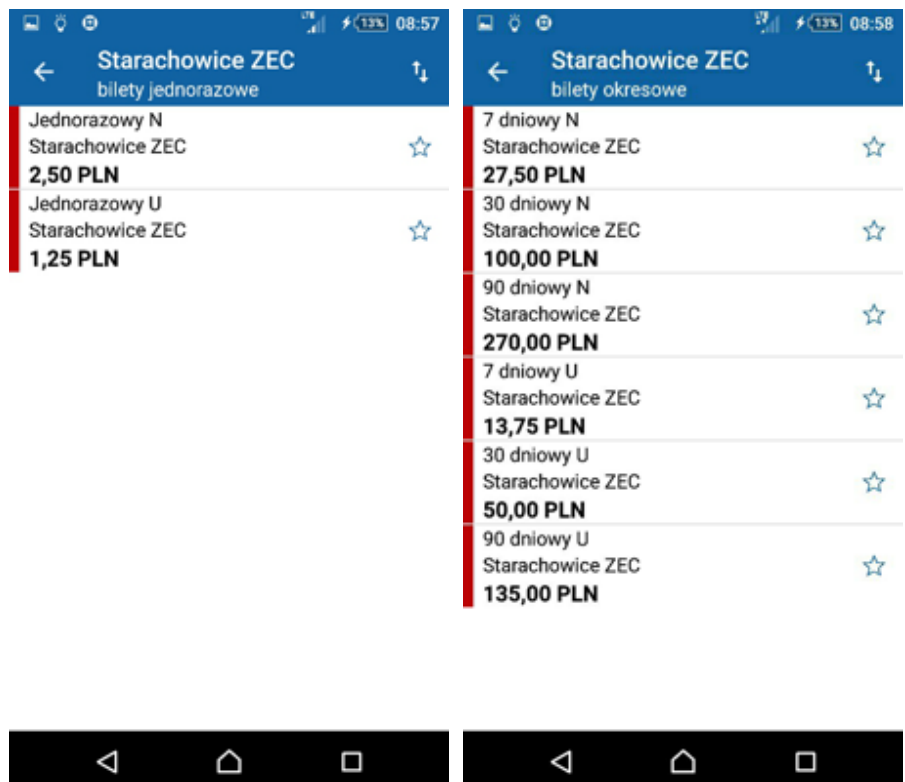 13% 08:57
Starachowice ZEC
bilety jednorazowe
Jednorazowy N
Starachowice ZEC
2,50 PLN
Jednorazowy U
Starachowice ZEC
1,25 PLN
13% 08:58
Starachowice ZEC
bilety okresowe
7 dniowy N
Starachowice ZEC
27,50 PLN
30 dniowy N
Starachowice ZEC
100,00 PLN
90 dniowy N
Starachowice ZEC
270,00 PLN
7 dniowy U
Starachowice ZEC
13,75 PLN
30 dniowy U
Starachowice ZEC
50,00 PLN
90 dniowy U
Starachowice ZEC
135,00 PLN